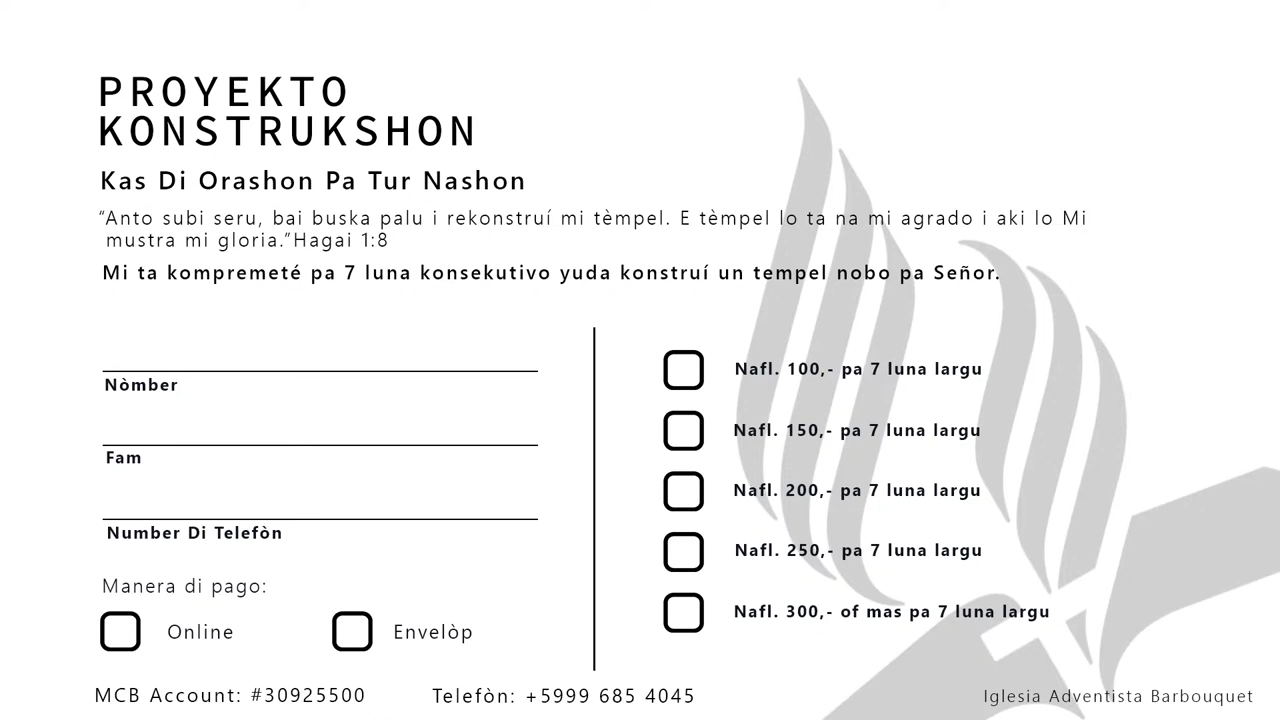 PROYEKTO
KONSTRUKSHON
Kas Di Orashon Pa Tur Nashon
“Anto subi seru, bai buska palu i rekonstruí mi tèmpel. E tèmpel lo ta na mi agrado i aki lo Mi
mustra mi gloria.”Hagai 1:8
Mi ta kompremeté pa 7 luna konsekutivo yuda konstruí un tempel nobo pa Señor.
Nòmber
Fam
Number Di Telefòn
Manera di pago:
Online
Envelòp
Nafl. 100,- pa 7 luna largu
Nafl. 150,- pa 7 luna largu
Nafl. 200,- pa 7 luna largu
Nafl. 250,- pa 7 luna largu
Nafl. 300,- of mas pa 7 luna largu
MCB Account: #30925500
Telefòn: +5999 685 4045
Iglesia Adventista Barbouquet